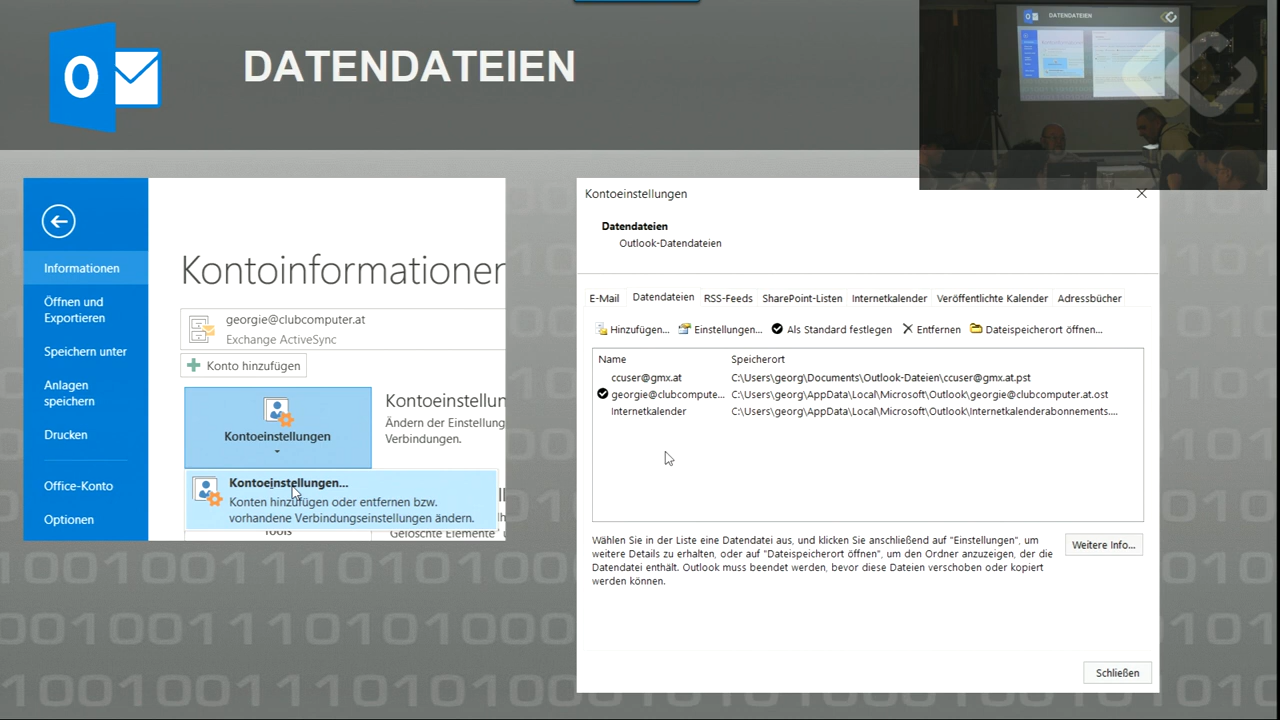 O
DATENDATEIEN
DATENDATEIEN
Informationen
Öffnen und
Exportieren
Speichern unter
Anlagen
speichern
Drucken
Office-Konto
Optionen
Kontoinformationen
georgie@clubcomputer.at
Exchange ActiveSync
Konto hinzufügen
Kontoeinstellungen
Kontoeinstellun
Ändern der Einstellung
Verbindungen.
Kontoeinstellungen...
Konten hinzufügen oder entfernen bzw.
vorhandene Verbindungseinstellungen ändern.
Tools
Gelöschte Elemente
Kontoeinstellungen
Datendateien
Outlook-Datendateien
E-Mail Datendateien RSS-Feeds SharePoint-Listen Internetkalender Veröffentlichte Kalender Adressbücher
Hinzufügen... Einstellungen... Als Standard festlegen Entfernen Dateispeicherort öffnen...
Name Speicherort
ccuser@gmx.at C:\Users\georg\Documents\Outlook-Dateien\ccuser@gmx.at.pst
georgie@clubcompute... C:\Users\georg\AppData\Local\Microsoft\Outlook\georgie@clubcomputer.at.ost
Internetkalender C:\Users\georg\AppData\Local\Microsoft\Outlook\Internetkalenderabonnements....
Wählen Sie in der Liste eine Datendatei aus, und klicken Sie anschließend auf "Einstellungen", um
weitere Details zu erhalten, oder auf "Dateispeicherort öffnen", um den Ordner anzuzeigen, der die
Datendatei enthält. Outlook muss beendet werden, bevor diese Dateien verschoben oder kopiert
werden können.
Weitere Info...
Schließen